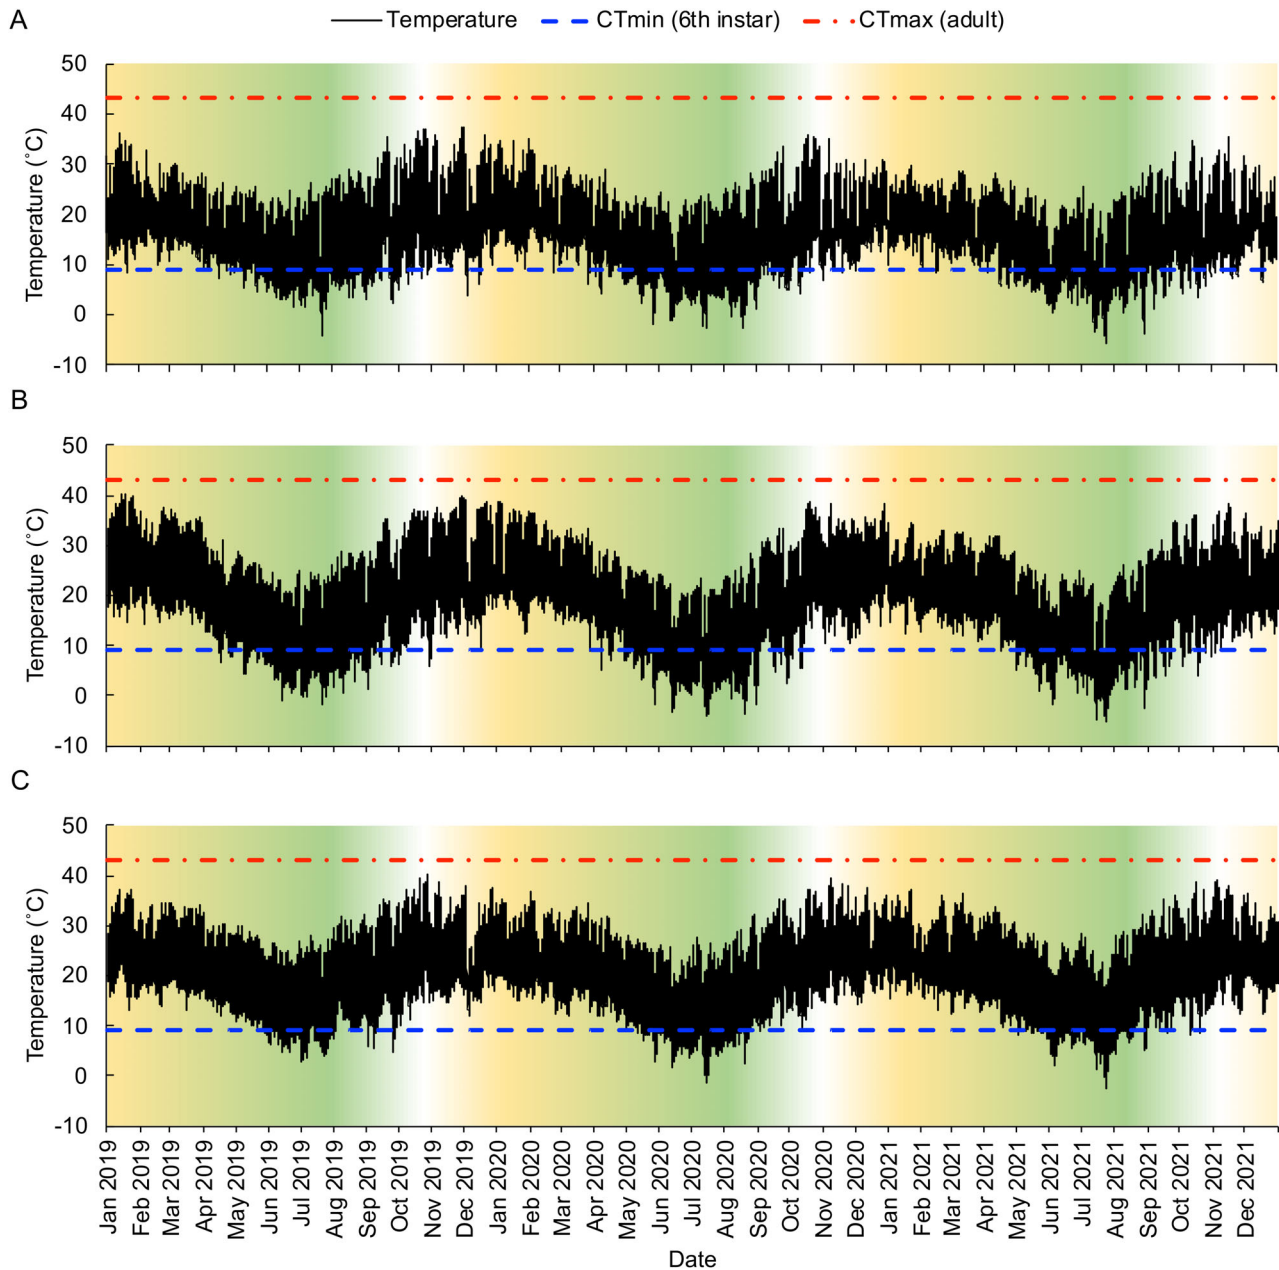 A
Temperature CTmin (6th instar) CTmax (adult)
50
40
30
20
10
0
-10
Temperature (˚C)
B
50
40
30
20
10
0
-10
Temperature (˚C)
C
50
40
30
20
10
0
-10
Temperature (˚C)
Jan 2019
Feb 2019
Mar 2019
Apr 2019
May 2019
Jun 2019
Jul 2019
Aug 2019
Sep 2019
Oct 2019
Nov 2019
Dec 2019
Jan 2020
Feb 2020
Mar 2020
Apr 2020
May 2020
Jun 2020
Jul 2020
Aug 2020
Sep 2020
Oct 2020
Nov 2020
Dec 2020
Jan 2021
Feb 2021
Mar 2021
Apr 2021
May 2021
Jun 2021
Jul 2021
Aug 2021
Sep 2021
Oct 2021
Nov 2021
Dec 2021
Date